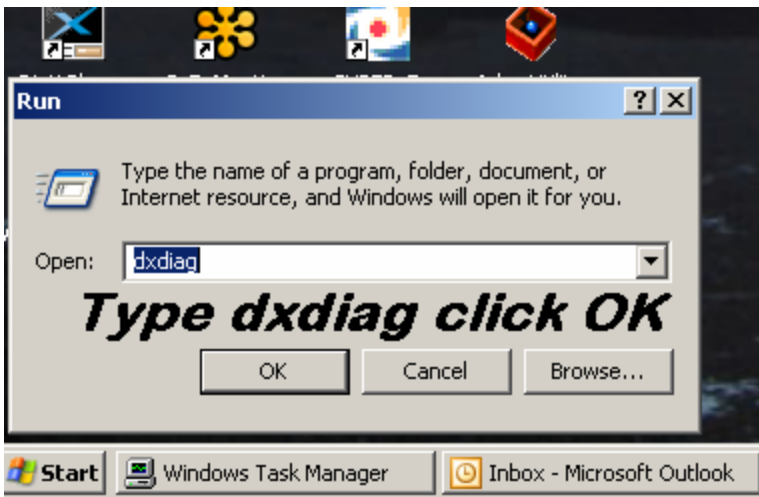 Run
Type the name of a program, folder, document, or
Internet resource, and Windows will open it for you.
Open: dxdiag
Type dxdiag click OK
OK Cancel Browse...
Start Windows Task Manager Inbox - Microsoft Outlook